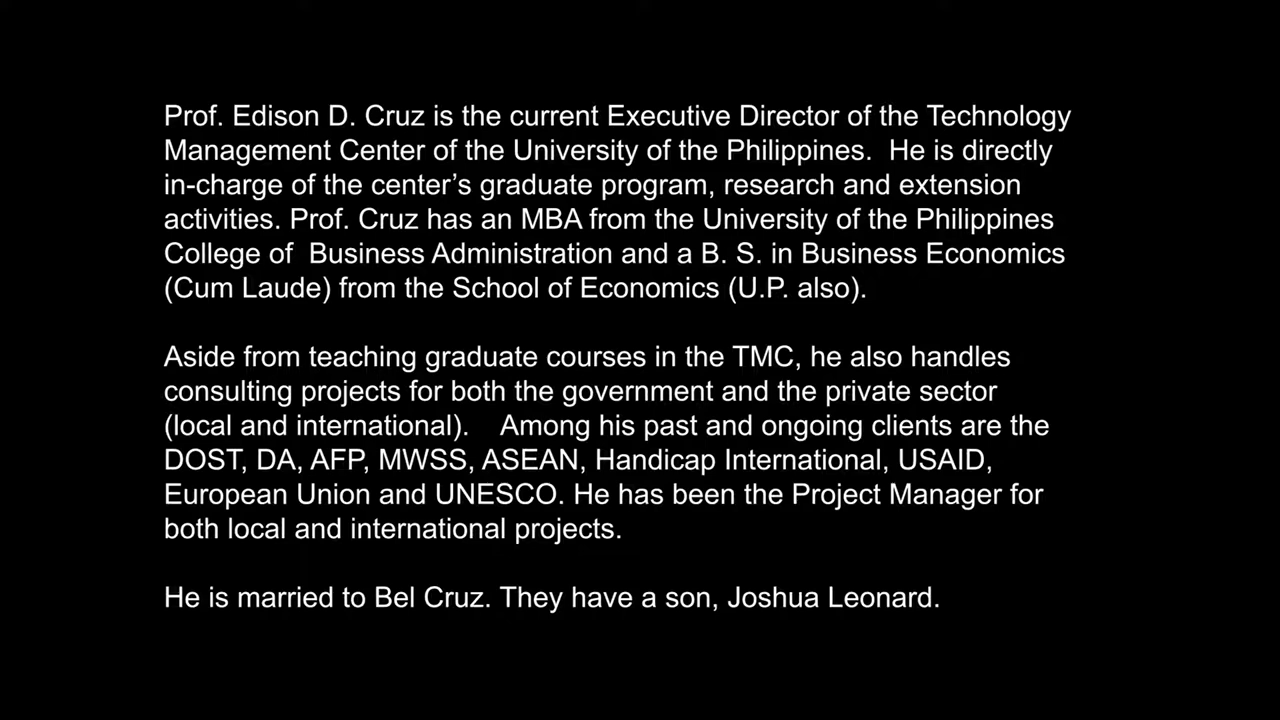 Prof. Edison D. Cruz is the current Executive Director of the Technology
Management Center of the University of the Philippines.  He is directly
in-charge of the center’s graduate program, research and extension
activities. Prof. Cruz has an MBA from the University of the Philippines
College of  Business Administration and a B. S. in Business Economics
(Cum Laude) from the School of Economics (U.P. also).
Aside from teaching graduate courses in the TMC, he also handles
consulting projects for both the government and the private sector
(local and international).    Among his past and ongoing clients are the
DOST, DA, AFP, MWSS, ASEAN, Handicap International, USAID,
European Union and UNESCO. He has been the Project Manager for
both local and international projects.
He is married to Bel Cruz. They have a son, Joshua Leonard.